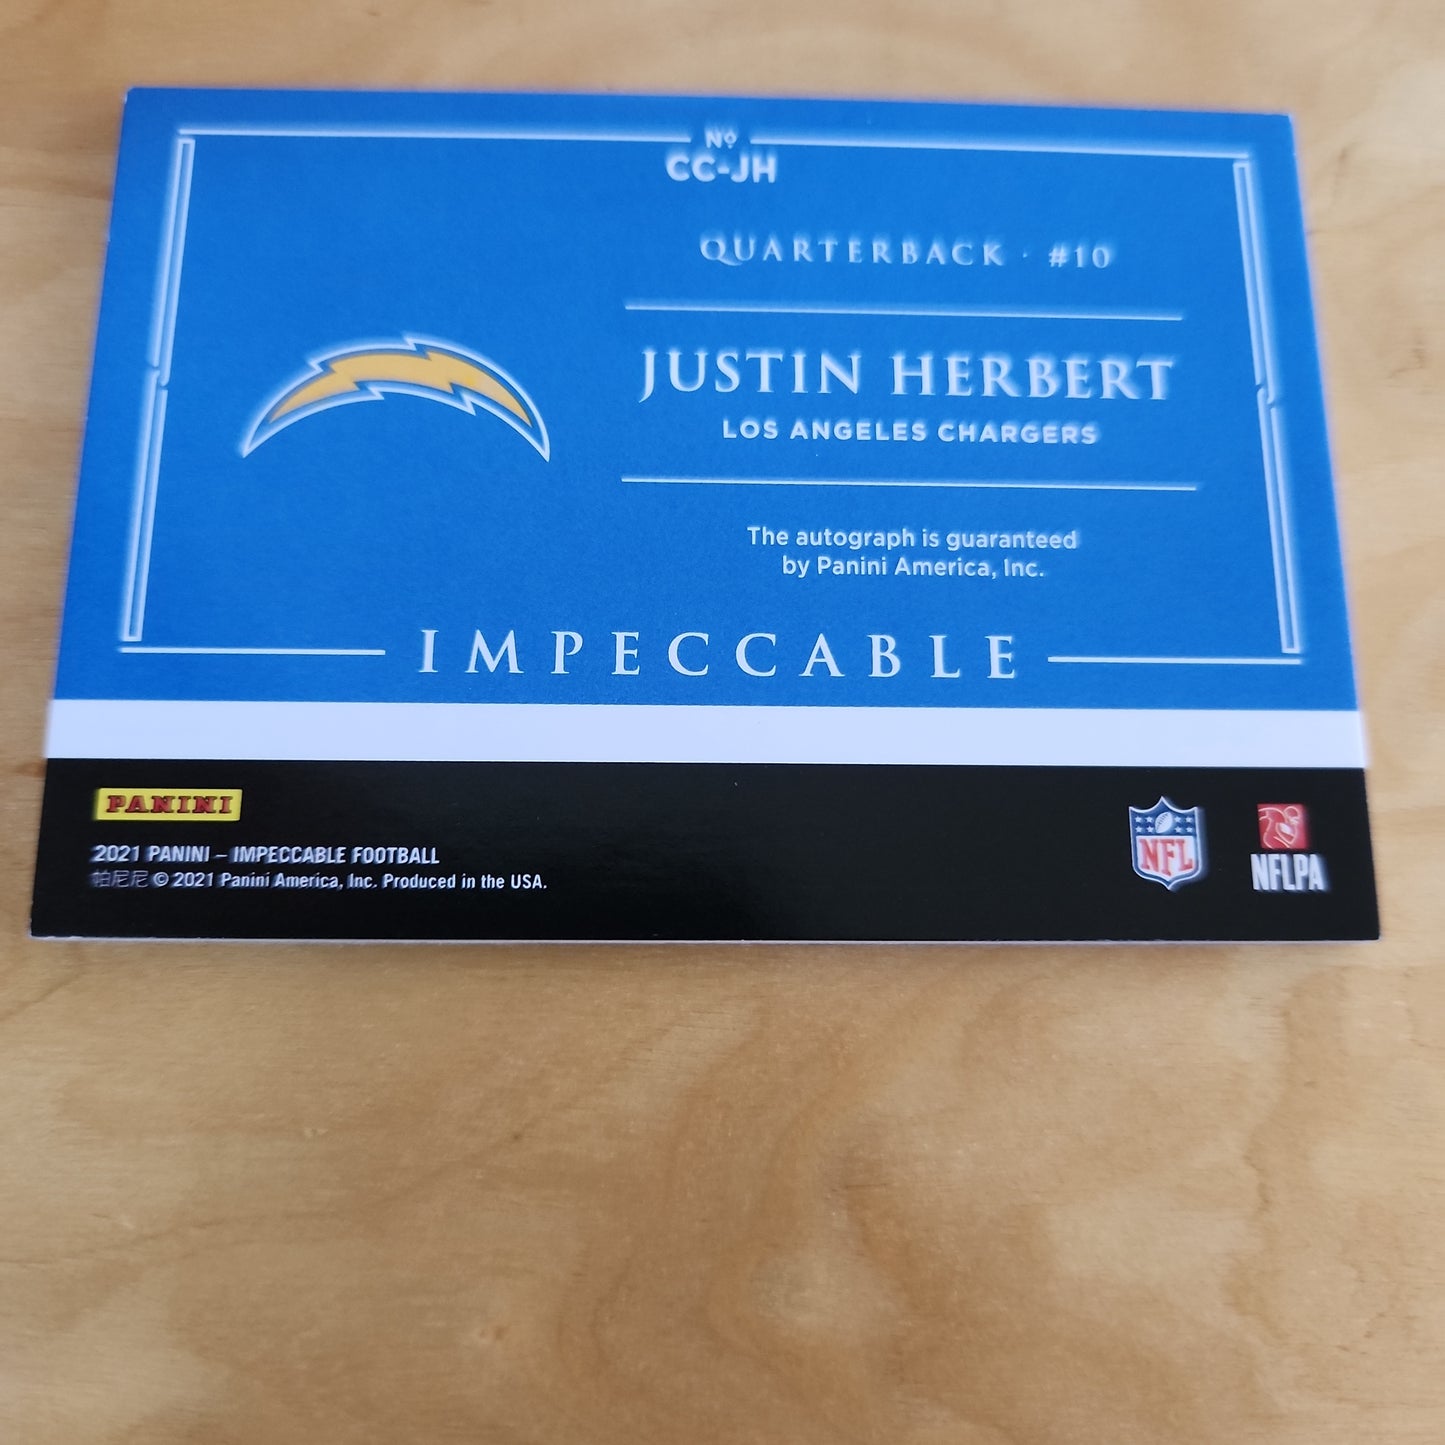 Nº
CC-JH
QUARTERBACK · #10
JUSTIN HERBERT
LOS ANGELES CHARGERS
The autograph is guaranteed
by Panini America, Inc.
IMPECCABLE
PANINI
2021 PANINI – IMPECCABLE FOOTBALL
帕尼尼 © 2021 Panini America, Inc. Produced in the USA.
NFL
NFLPA